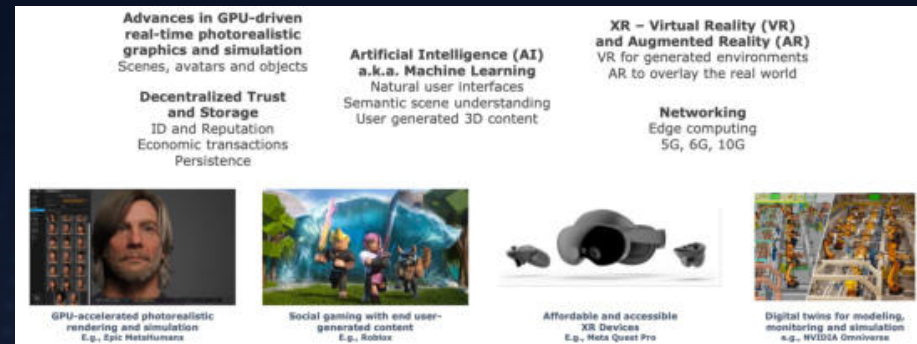 Advances in GPU-driven
real-time photorealistic
graphics and simulation
Scenes, avatars and objects
Decentralized Trust
and Storage
ID and Reputation
Economic transactions
Persistence
Artificial Intelligence (AI)
a.k.a. Machine Learning
Natural user interfaces
Semantic scene understanding
User generated 3D content
XR – Virtual Reality (VR)
and Augmented Reality (AR)
VR for generated environments
AR to overlay the real world
Networking
Edge computing
5G, 6G, 10G
GPU-accelerated photorealistic
rendering and simulation
E.g., Epic MetaHumans
Social gaming with end user-
generated content
E.g., Roblox
Affordable and accessible
XR Devices
E.g., Meta Quest Pro
Digital twins for modeling,
monitoring and simulation
e.g., NVIDIA Omniverse